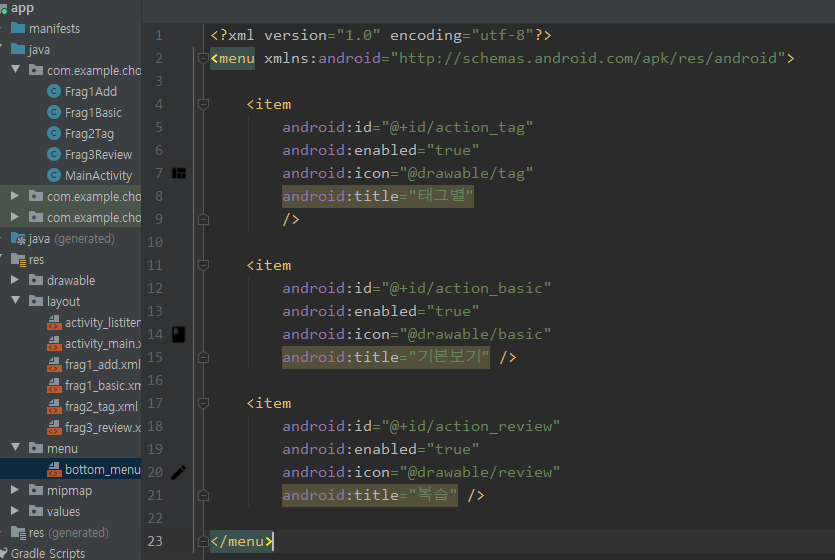 app
manifests
java
com.example.cho
Frag1Add
Frag1Basic
Frag2Tag
Frag3Review
MainActivity
com.example.cho
com.example.cho
java (generated)
res
drawable
layout
activity_listiten
activity_main.x
frag1_add.xml
frag1_basic.xm
frag2_tag.xml
frag3_review.x
menu
bottom_menu
mipmap
values
res (generated)
Gradle Scripts
1 <?xml version="1.0" encoding="utf-8"?>
2 <menu xmlns:android="http://schemas.android.com/apk/res/android">
3
4 <item
5 android:id="@+id/action_tag"
6 android:enabled="true"
7 android:icon="@drawable/tag"
8 android:title="태그별"
9 />
10
11 <item
12 android:id="@+id/action_basic"
13 android:enabled="true"
14 android:icon="@drawable/basic"
15 android:title="기본보기" />
16
17 <item
18 android:id="@+id/action_review"
19 android:enabled="true"
20 android:icon="@drawable/review"
21 android:title="복습" />
22
23 </menu>